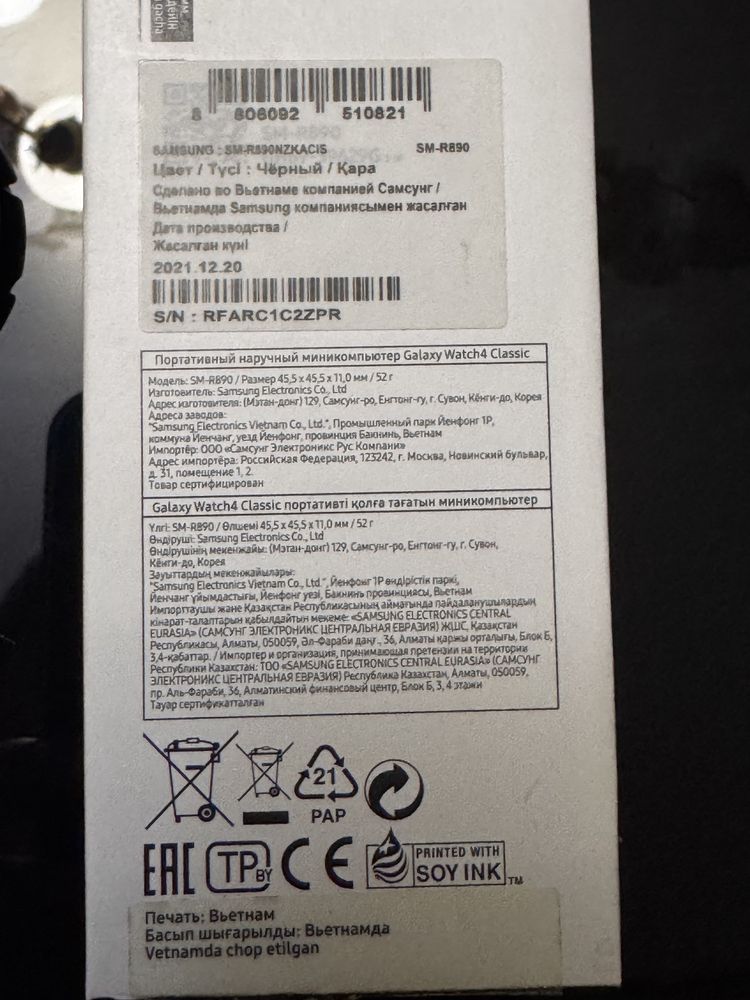 дейін
gacha
8 806092 510821
SAMSUNG : SM-R890NZKACIS SM-R890
Цвет / Түсі : Чёрный / Қара
Сделано во Вьетнаме компанией Самсунг /
Вьетнамда Samsung компаниясымен жасалған
Дата производства /
Жасалған күні
2021.12.20
S/N : RFARC1C2ZPR
Портативный наручный миникомпьютер Galaxy Watch4 Classic
Модель: SM-R890 / Размер 45,5 x 45,5 x 11,0 мм / 52 г
Изготовитель: Samsung Electronics Co., Ltd
Адрес изготовителя: (Мэтан-донг) 129, Самсунг-ро, Енгтонг-гу, г. Сувон, Кёнги-до, Корея
Адреса заводов:
"Samsung Electronics Vietnam Co., Ltd.", Промышленный парк Йенфонг 1Р,
коммуна Йенчанг, уезд Йенфонг, провинция Бакнинь, Вьетнам
Импортёр: ООО «Самсунг Электроникс Рус Компани»
Адрес импортёра: Российская Федерация, 123242, г. Москва, Новинский бульвар,
д. 31, помещение 1, 2.
Товар сертифицирован
Galaxy Watch4 Classic портативті қолға тағатын миникомпьютер
Үлгі: SM-R890 / Өлшемі 45,5 x 45,5 x 11,0 мм / 52 г
Өндіруші: Samsung Electronics Co., Ltd
Өндірушінің мекенжайы: (Мэтан-донг) 129, Самсунг-ро, Енгтонг-гу, г. Сувон,
Кёнги-до, Корея
Зауыттардың мекенжайлары:
"Samsung Electronics Vietnam Co., Ltd.", Йенфонг 1Р өндірістік паркі,
Йенчанг ұйымдастығы, Йенфонг уезі, Бакнинь провинциясы, Вьетнам
Импорттаушы және Қазақстан Республикасының аймағында пайдаланушылардың
кінарат-талаптарын қабылдайтын мекеме: «SAMSUNG ELECTRONICS CENTRAL
EURASIA» (САМСУНГ ЭЛЕКТРОНИКС ЦЕНТРАЛЬНАЯ ЕВРАЗИЯ) ЖШС, Қазақстан
Республикасы, Алматы, 050059, Әл-Фараби даңғ., 36, Алматы қаржы орталығы, Блок Б,
3,4-қабаттар. / Импортер и организация, принимающая претензии на территории
Республики Казахстан: ТОО «SAMSUNG ELECTRONICS CENTRAL EURASIA» (САМСУНГ
ЭЛЕКТРОНИКС ЦЕНТРАЛЬНАЯ ЕВРАЗИЯ) Республика Казахстан, Алматы, 050059,
пр. Аль-Фараби, 36, Алматинский финансовый центр, Блок Б, 3, 4 этажи
Тауар сертификатталған
21
PAP
EAC TP BY CE PRINTED WITH
SOY INK™
Печать: Вьетнам
Басып шығарылды: Вьетнамда
Vetnamda chop etilgan